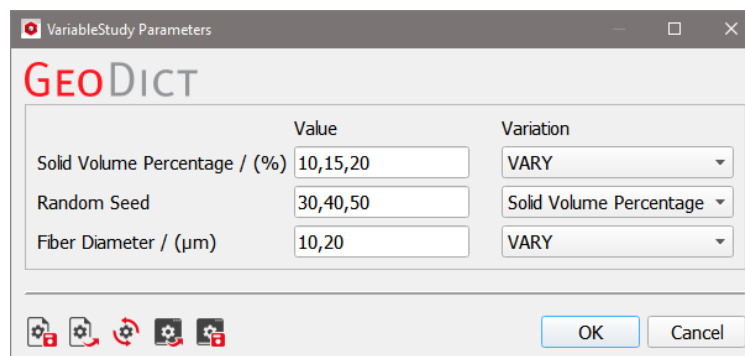 VariableStudy Parameters
GEODICT
Value Variation
Solid Volume Percentage / (%) 10,15,20 VARY
Random Seed 30,40,50 Solid Volume Percentage
Fiber Diameter / (µm) 10,20 VARY
OK Cancel